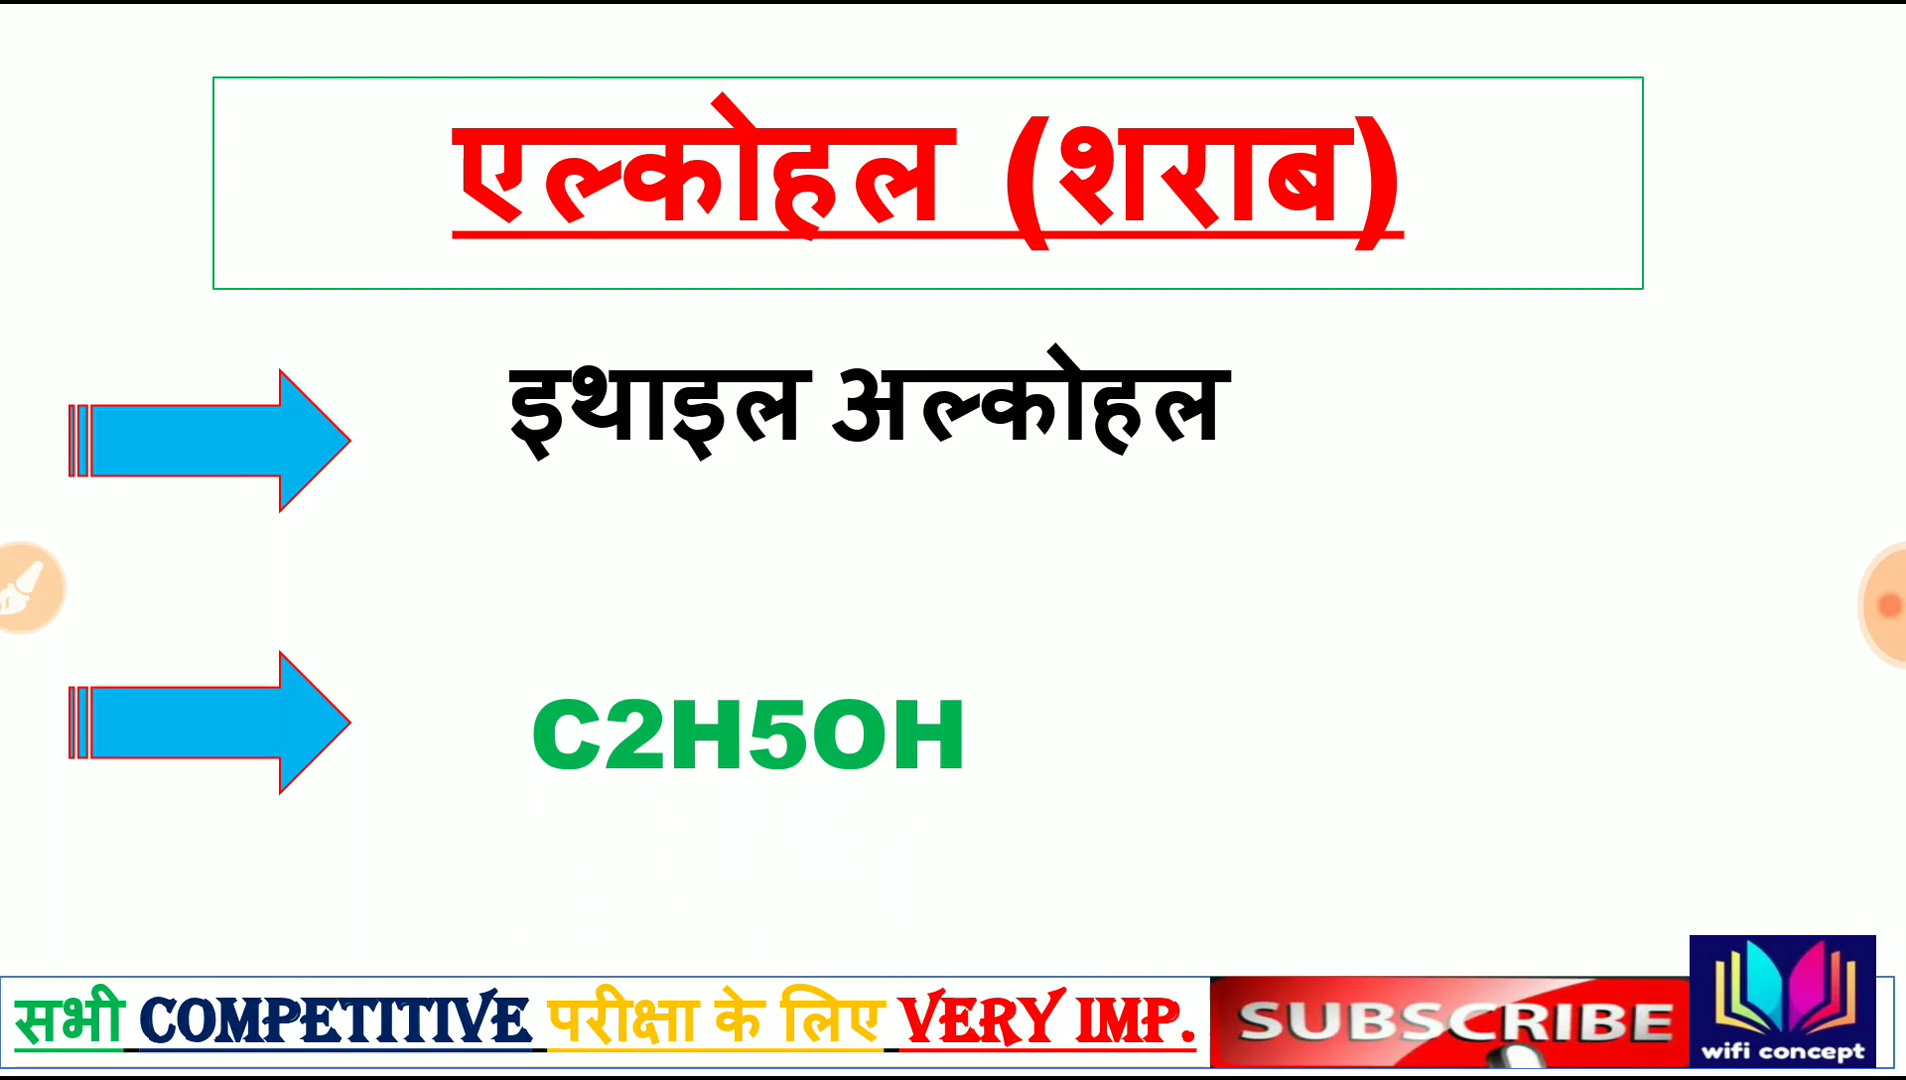 एल्कोहल (शराब)
इथाइल अल्कोहल
C2H5OH
सभी COMPETITIVE परीक्षा के लिए VERY IMP.
SUBSCRIBE
wifi concept